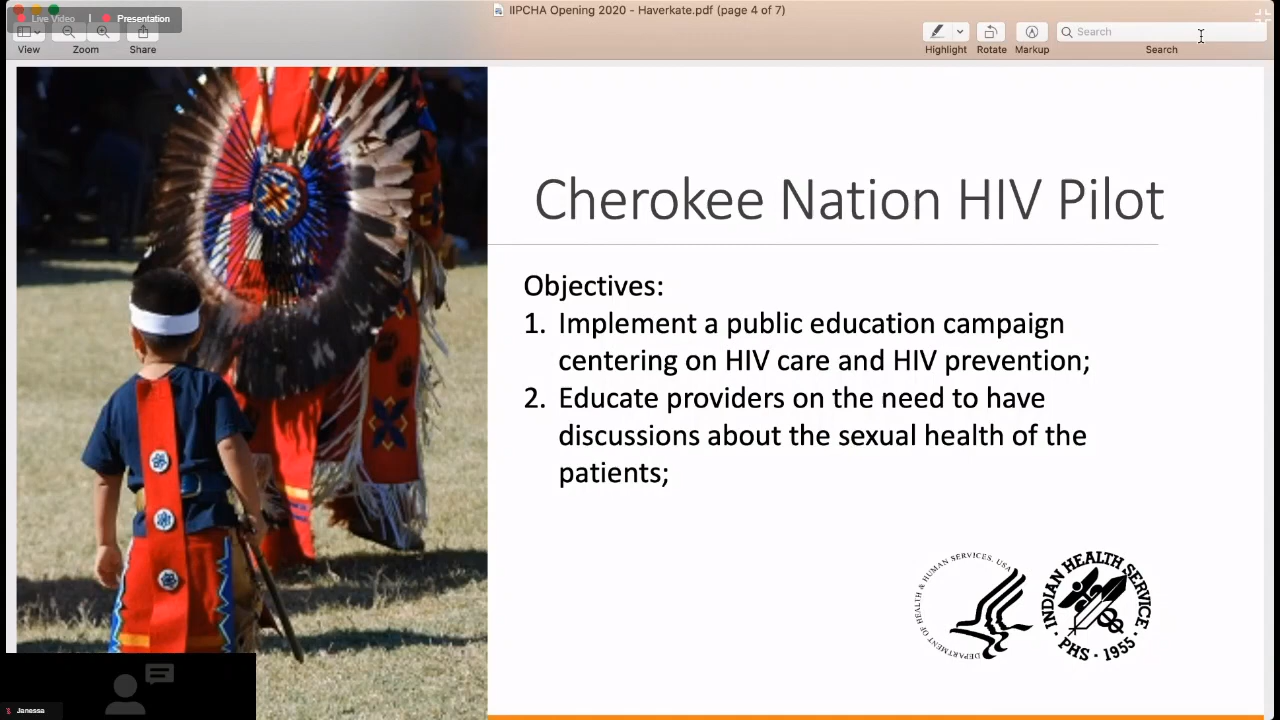 Live Video | Presentation
IIPCHA Opening 2020 - Haverkate.pdf (page 4 of 7)
View Zoom Share
Highlight Rotate Markup
Search
Search
Cherokee Nation HIV Pilot
Objectives:
1. Implement a public education campaign
centering on HIV care and HIV prevention;
2. Educate providers on the need to have
discussions about the sexual health of the
patients;
DEPARTMENT OF HEALTH & HUMAN SERVICES, USA
INDIAN HEALTH SERVICE
PHS · 1955
Janessa